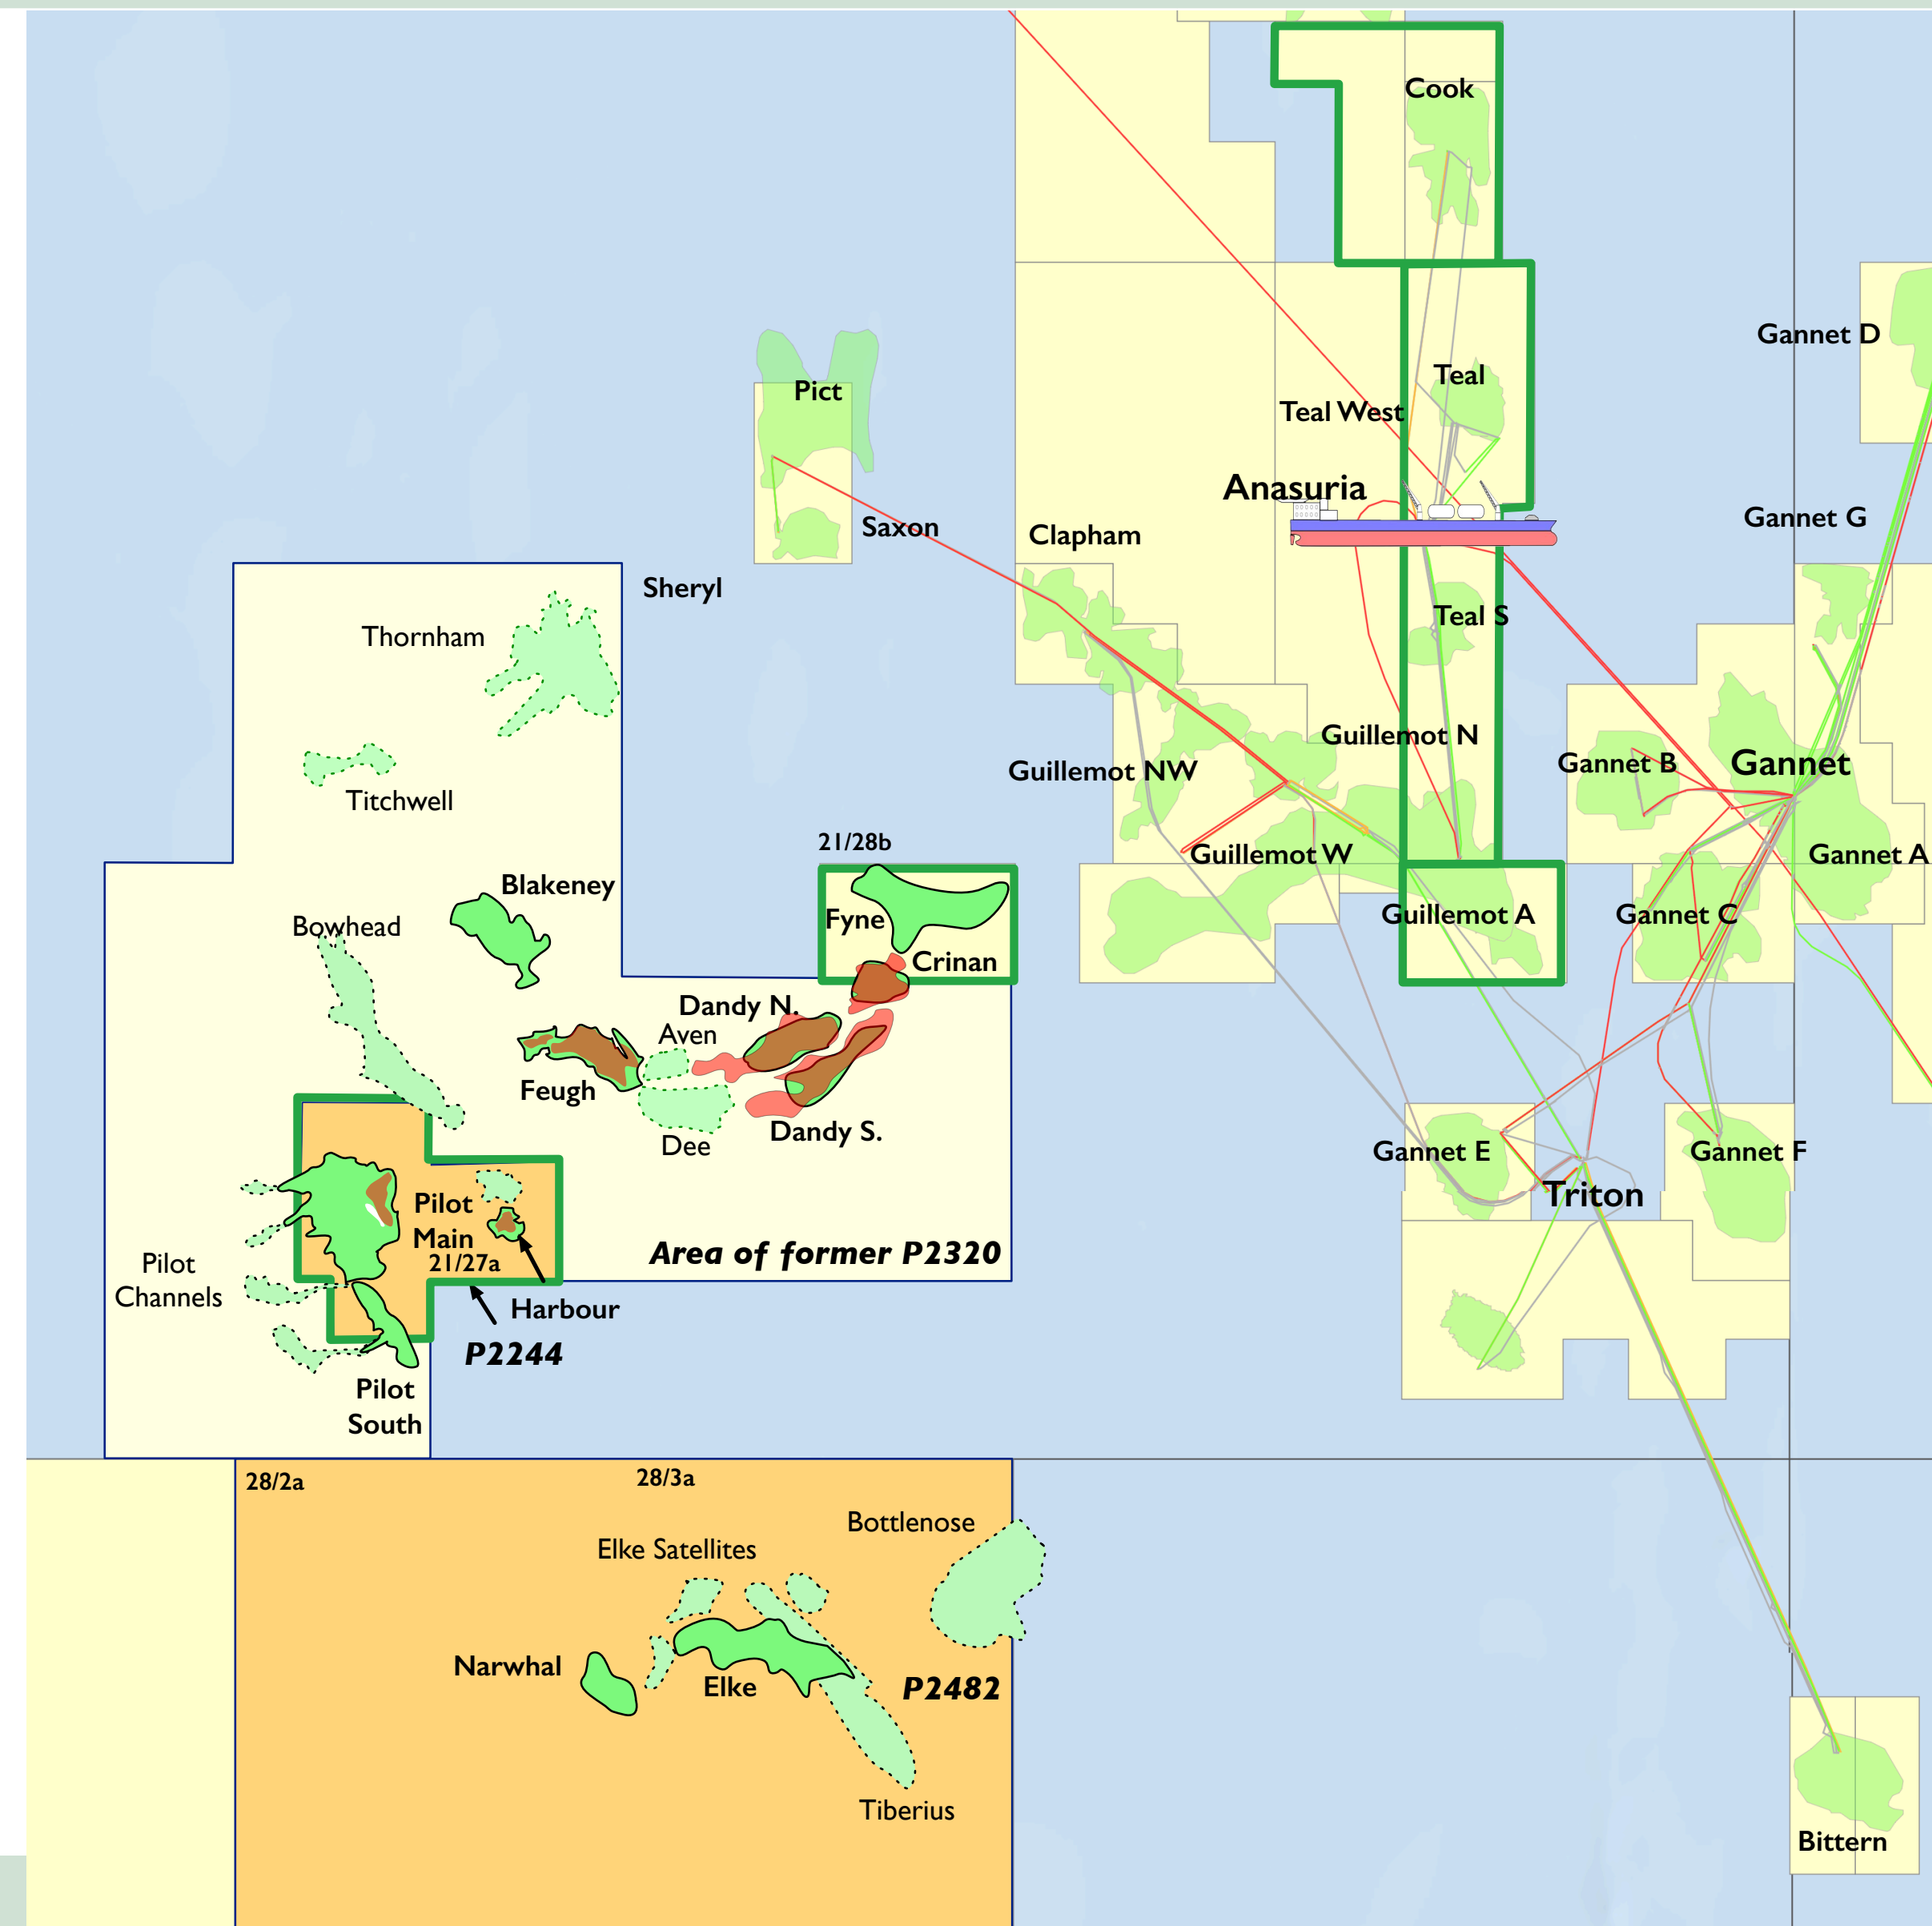 Cook
Gannet D
Teal
Pict
Teal West
Anasuria
Gannet G
Saxon
Clapham
Sheryl
Teal S
Thornham
Guillemot N
Gannet B
Gannet
Guillemot NW
Titchwell
21/28b
Guillemot W
Gannet A
Blakeney
Fyne
Guillemot A
Gannet C
Bowhead
Crinan
Dandy N.
Aven
Feugh
Dandy S.
Dee
Gannet E
Gannet F
Triton
Pilot
Main
21/27a
Area of former P2320
Pilot
Channels
Harbour
P2244
Pilot
South
28/2a
28/3a
Bottlenose
Elke Satellites
Narwhal
Elke
P2482
Tiberius
Bittern